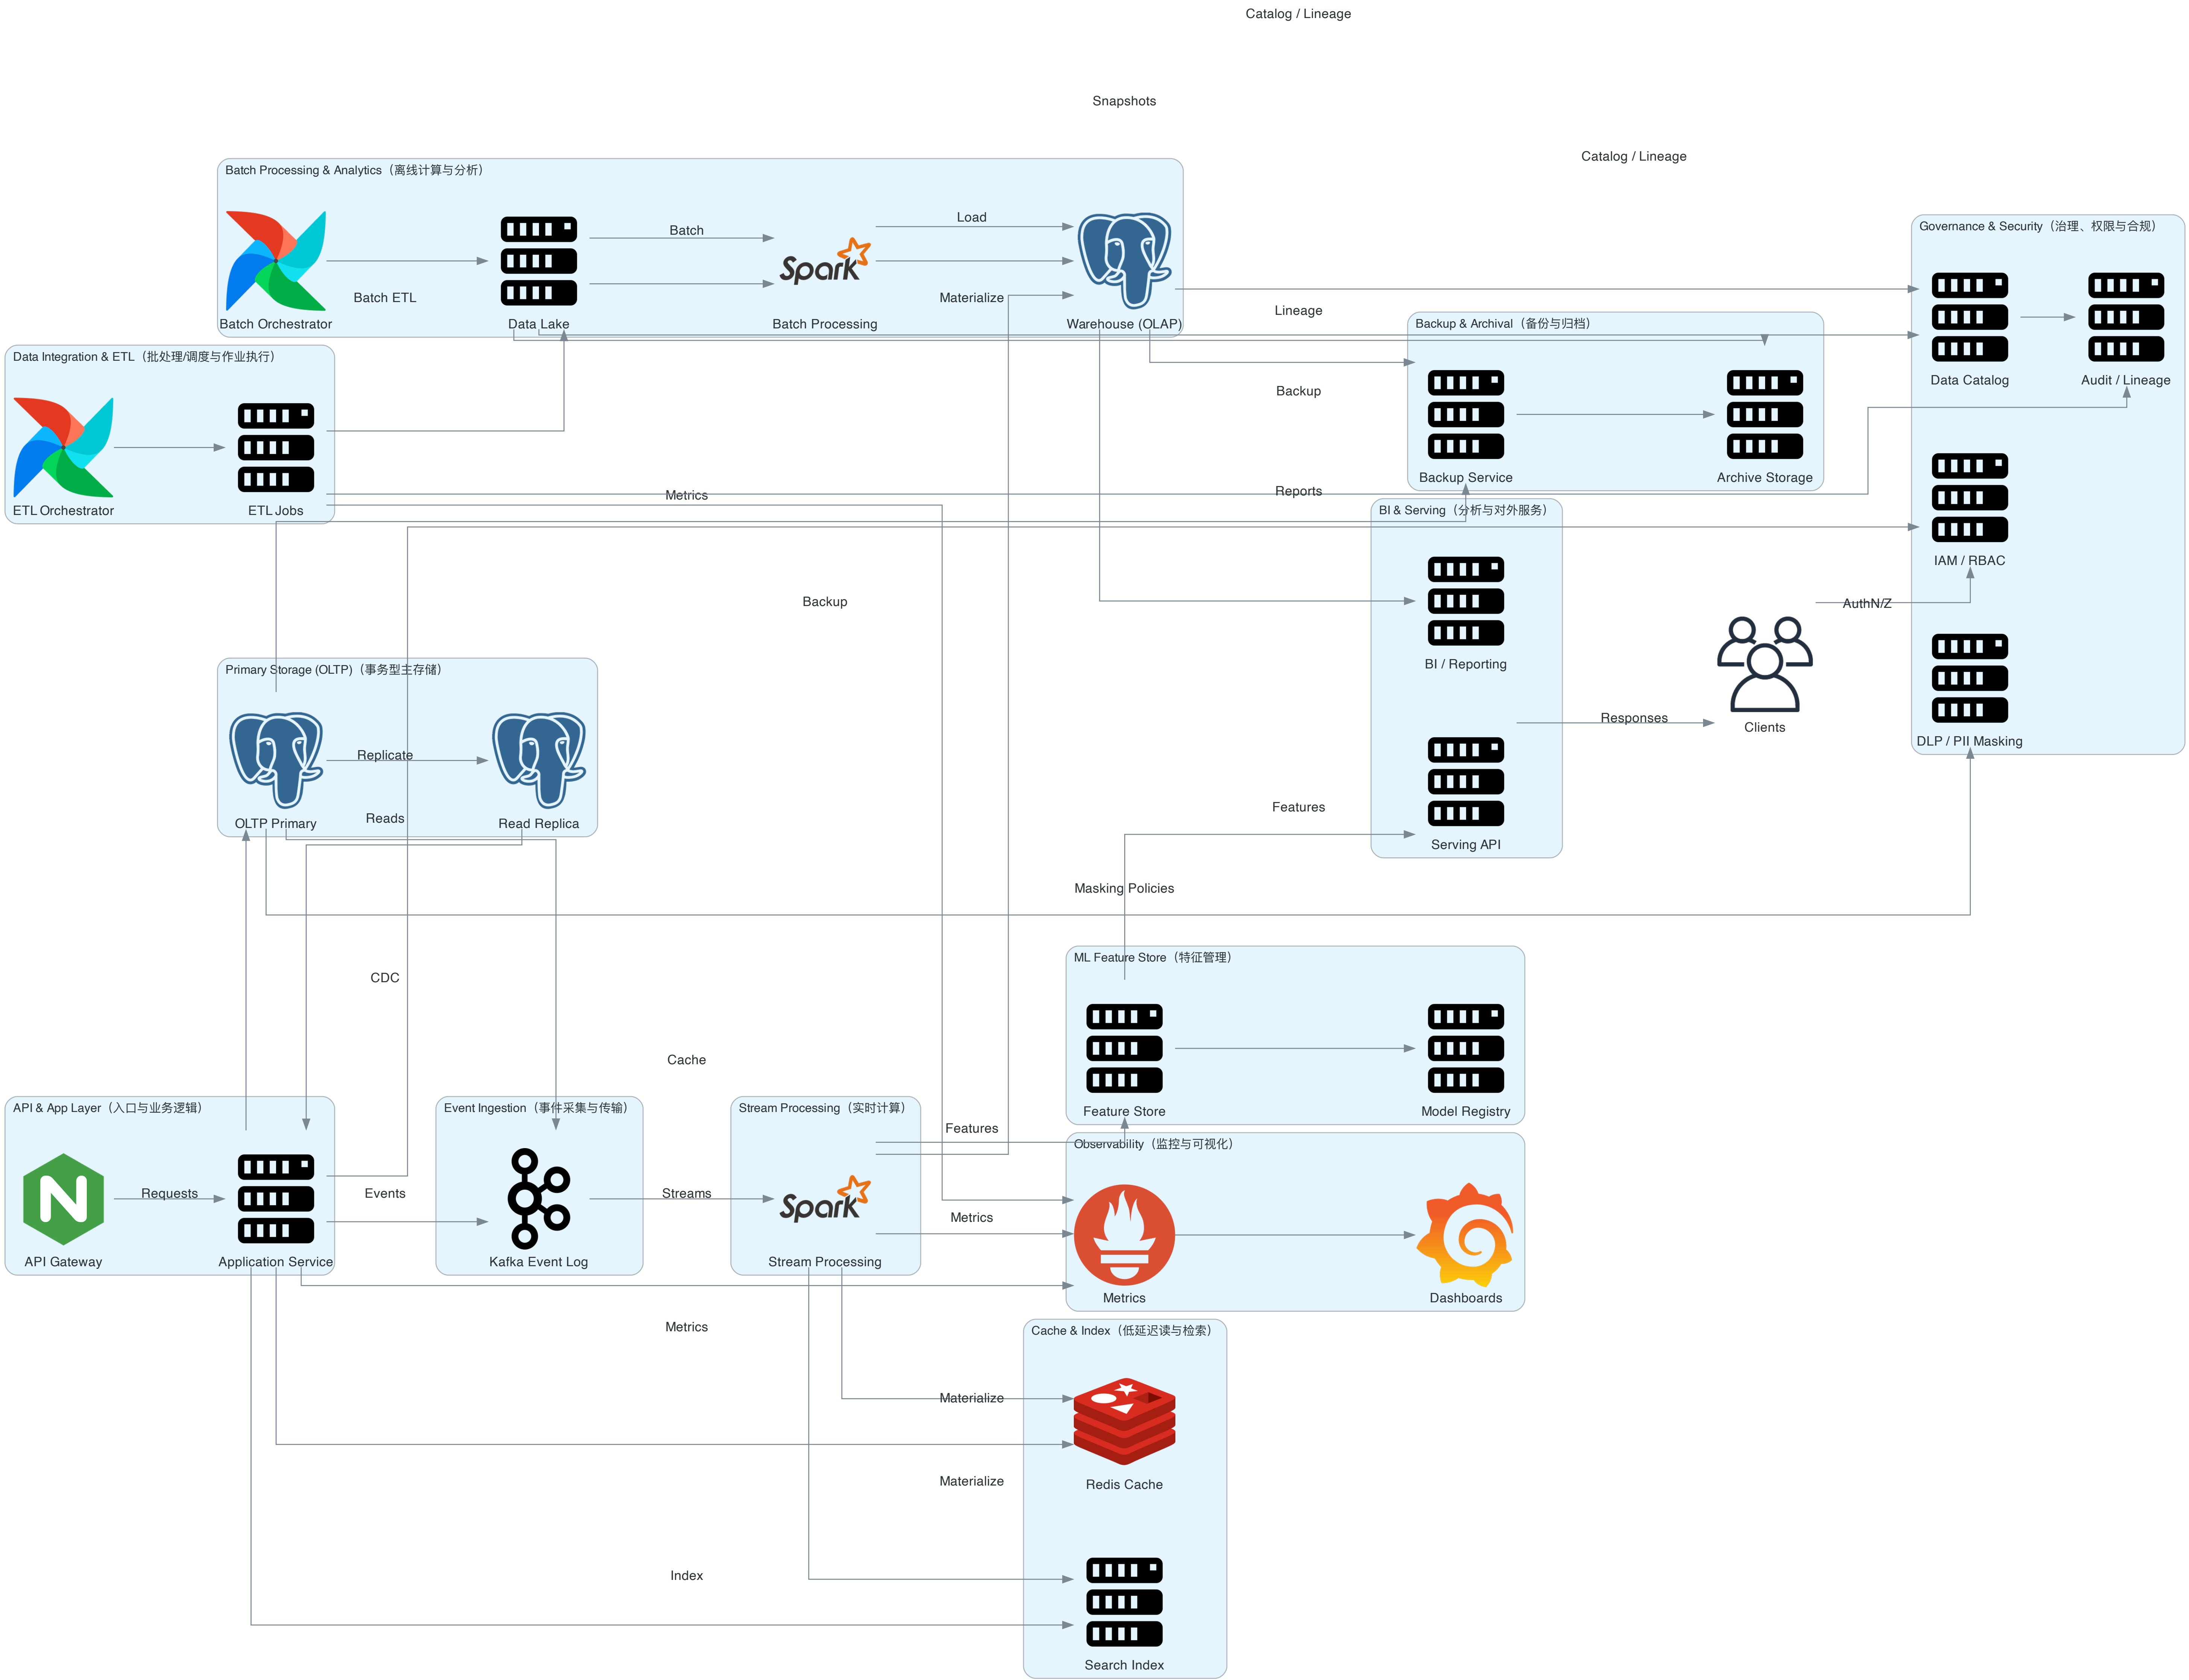 Catalog / Lineage
Snapshots
Catalog / Lineage
Batch Processing & Analytics（离线计算与分析）
Batch Orchestrator
Batch ETL
Data Lake
Batch
Spark
Batch Processing
Load
Materialize
Warehouse (OLAP)
Lineage
Governance & Security（治理、权限与合规）
Data Catalog
Audit / Lineage
IAM / RBAC
DLP / PII Masking
Backup & Archival（备份与归档）
Backup Service
Archive Storage
Backup
Data Integration & ETL（批处理/调度与作业执行）
ETL Orchestrator
ETL Jobs
Metrics
Reports
BI & Serving（分析与对外服务）
BI / Reporting
Serving API
Backup
AuthN/Z
Responses
Clients
Primary Storage (OLTP)（事务型主存储）
OLTP Primary
Replicate
Reads
Read Replica
Features
Masking Policies
CDC
ML Feature Store（特征管理）
Feature Store
Model Registry
Cache
API & App Layer（入口与业务逻辑）
N
API Gateway
Requests
Application Service
Events
Event Ingestion（事件采集与传输）
Kafka Event Log
Streams
Stream Processing（实时计算）
Spark
Stream Processing
Features
Metrics
Observability（监控与可视化）
Metrics
Dashboards
Metrics
Cache & Index（低延迟读与检索）
Materialize
Redis Cache
Materialize
Index
Search Index